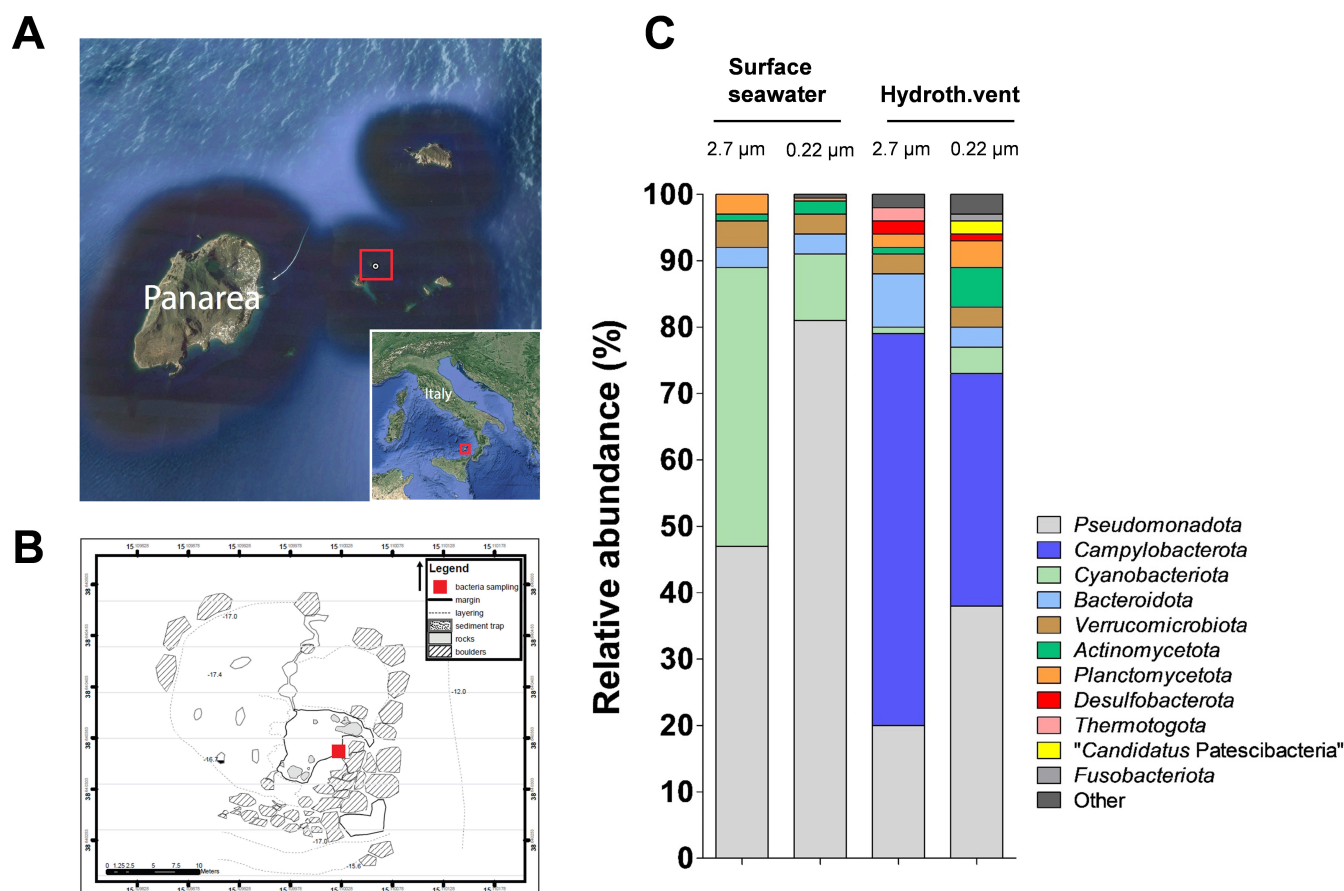 A
Panarea
Italy
B
Legend
bacteria sampling
margin
layering
sediment trap
rocks
boulders
-17.0
-17.4
-12.0
-17.0
-15.6
0 1.25 2.5 5 7.5 10
Meters
C
Surface
seawater
Hydroth.vent
2.7 µm 0.22 µm 2.7 µm 0.22 µm
Relative abundance (%)
100
90
80
70
60
50
40
30
20
10
0
Pseudomonadota
Campylobacterota
Cyanobacteriota
Bacteroidota
Verrucomicrobiota
Actinomycetota
Planctomycetota
Desulfobacterota
Thermotogota
"Candidatus Patescibacteria"
Fusobacteriota
Other